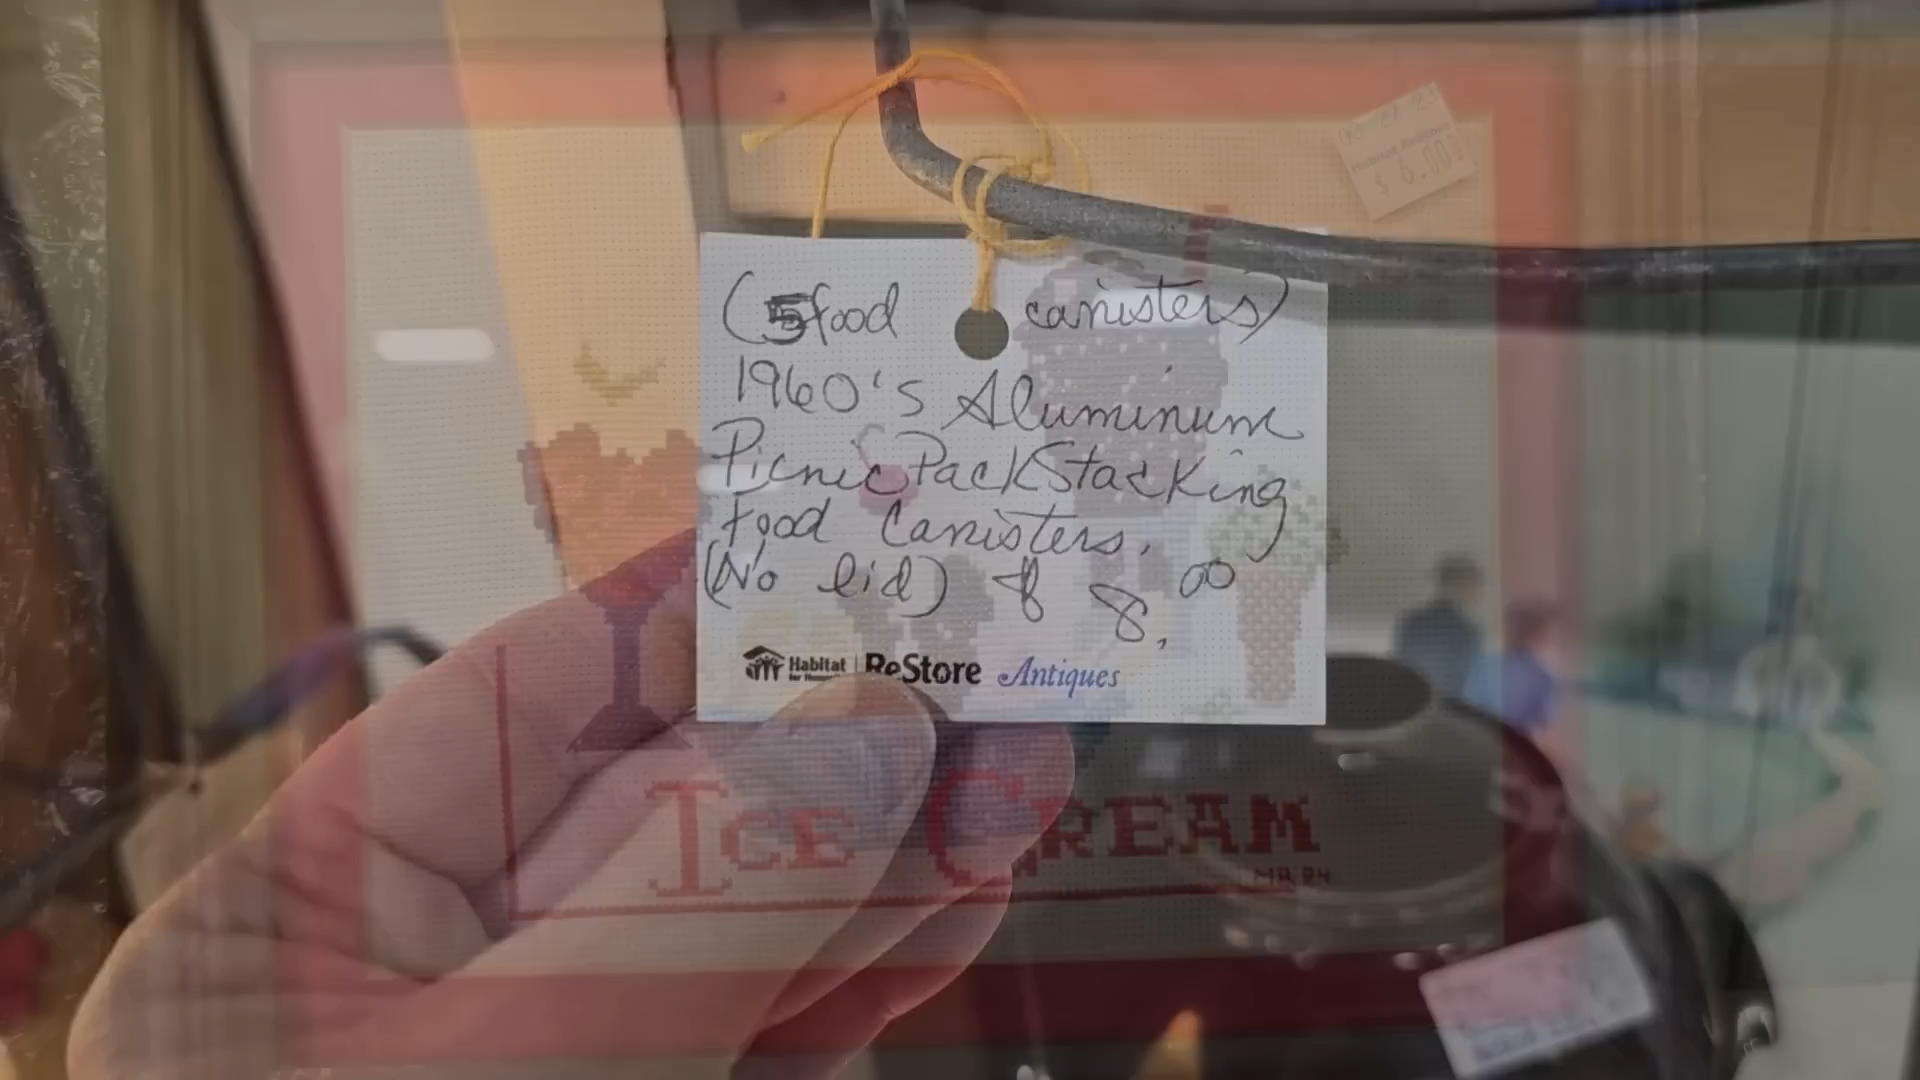 (5 food canisters)
1960's Aluminum
Picnic Pack Stacking
Food Canisters.
(No lid) $ 8.00
Habitat ReStore Antiques
$ 6.00
ICE CREAM
MR 94